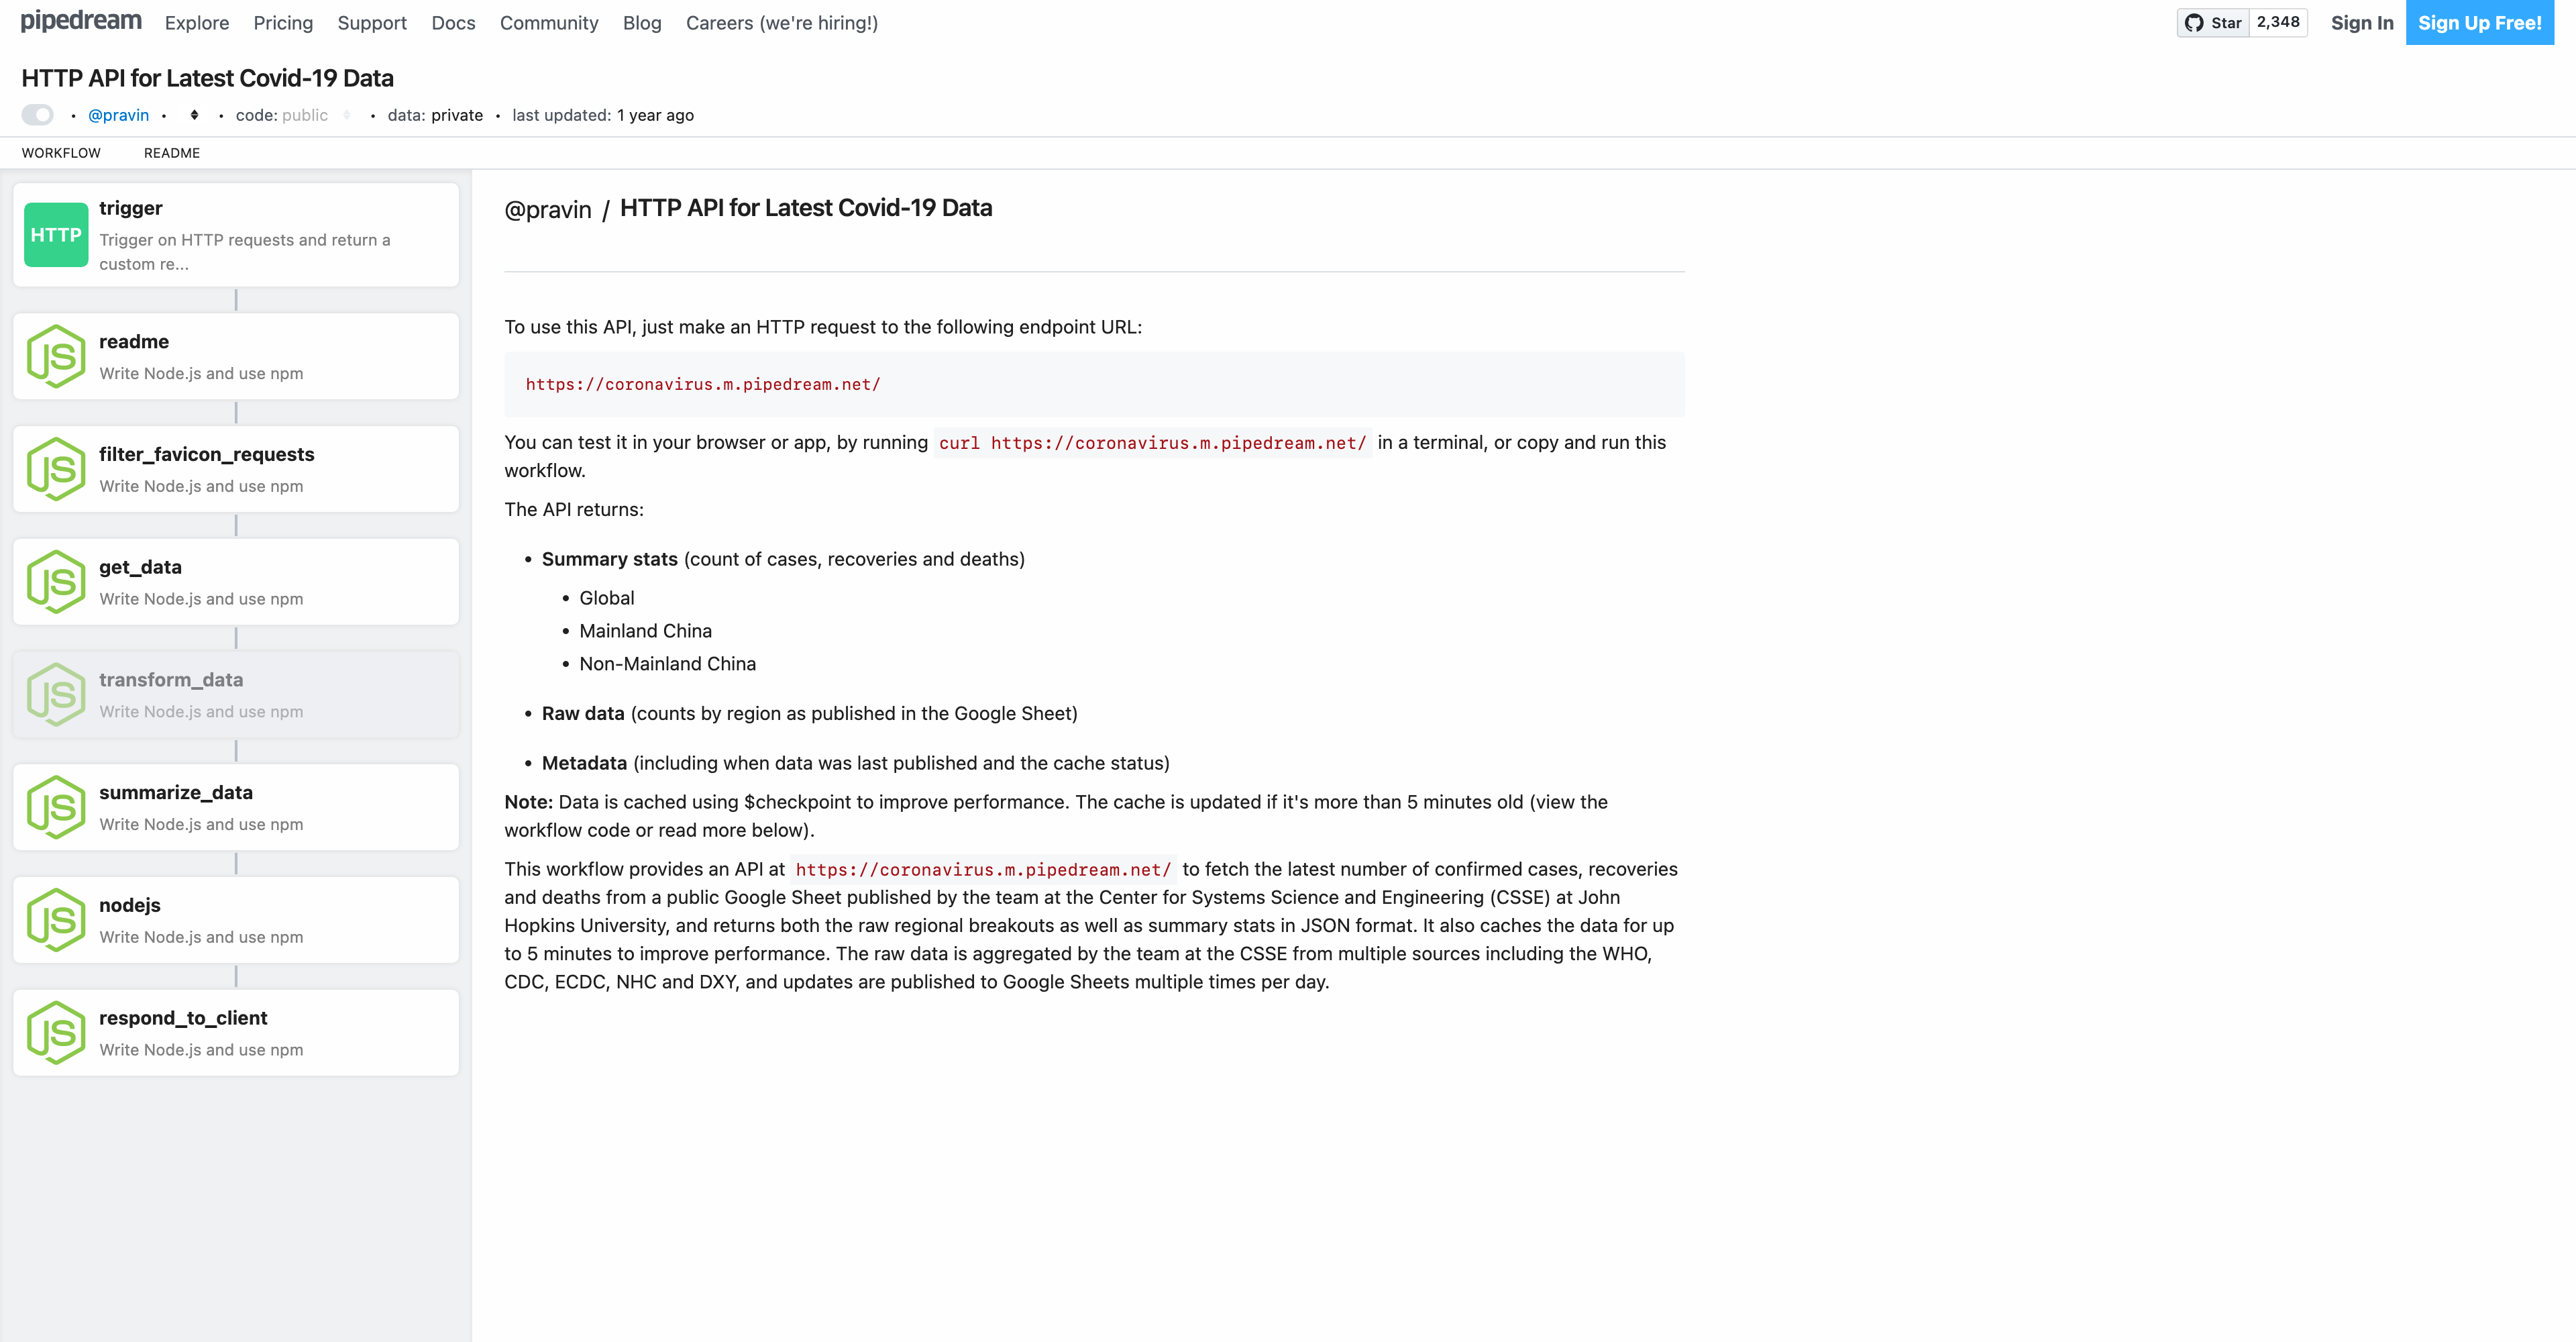 pipedream Explore Pricing Support Docs Community Blog Careers (we're hiring!) Star 2,348 Sign In Sign Up Free!
HTTP API for Latest Covid-19 Data
• @pravin • • code: public • data: private • last updated: 1 year ago
WORKFLOW README
HTTP
trigger
Trigger on HTTP requests and return a
custom re...
JS
readme
Write Node.js and use npm
JS
filter_favicon_requests
Write Node.js and use npm
JS
get_data
Write Node.js and use npm
JS
transform_data
Write Node.js and use npm
JS
summarize_data
Write Node.js and use npm
JS
nodejs
Write Node.js and use npm
JS
respond_to_client
Write Node.js and use npm
@pravin / HTTP API for Latest Covid-19 Data
To use this API, just make an HTTP request to the following endpoint URL:
https://coronavirus.m.pipedream.net/
You can test it in your browser or app, by running curl https://coronavirus.m.pipedream.net/ in a terminal, or copy and run this
workflow.
The API returns:
• Summary stats (count of cases, recoveries and deaths)
• Global
• Mainland China
• Non-Mainland China
• Raw data (counts by region as published in the Google Sheet)
• Metadata (including when data was last published and the cache status)
Note: Data is cached using $checkpoint to improve performance. The cache is updated if it's more than 5 minutes old (view the
workflow code or read more below).
This workflow provides an API at https://coronavirus.m.pipedream.net/ to fetch the latest number of confirmed cases, recoveries
and deaths from a public Google Sheet published by the team at the Center for Systems Science and Engineering (CSSE) at John
Hopkins University, and returns both the raw regional breakouts as well as summary stats in JSON format. It also caches the data for up
to 5 minutes to improve performance. The raw data is aggregated by the team at the CSSE from multiple sources including the WHO,
CDC, ECDC, NHC and DXY, and updates are published to Google Sheets multiple times per day.